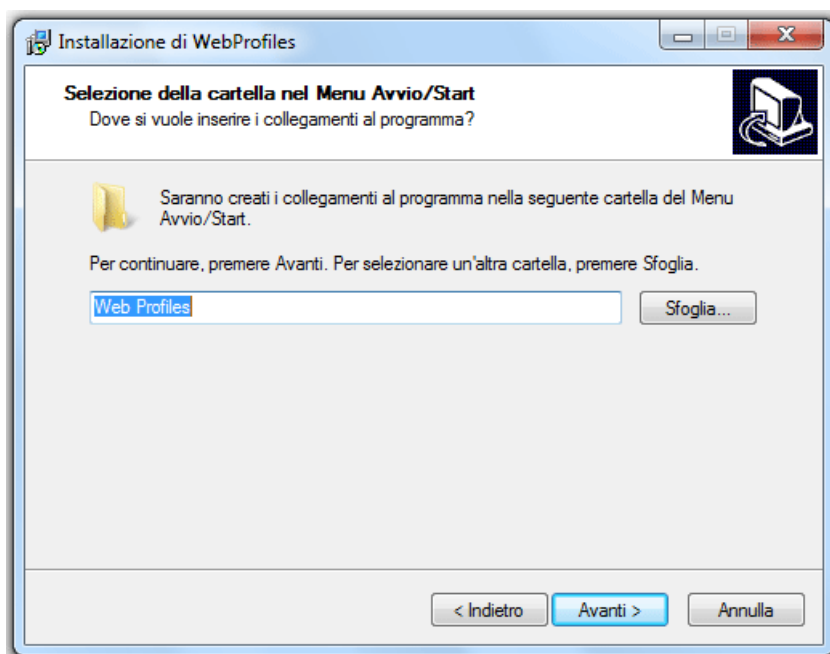 Installazione di WebProfiles
Selezione della cartella nel Menu Avvio/Start
Dove si vuole inserire i collegamenti al programma?
Saranno creati i collegamenti al programma nella seguente cartella del Menu
Avvio/Start.
Per continuare, premere Avanti. Per selezionare un'altra cartella, premere Sfoglia.
Web Profiles
Sfoglia...
< Indietro
Avanti >
Annulla